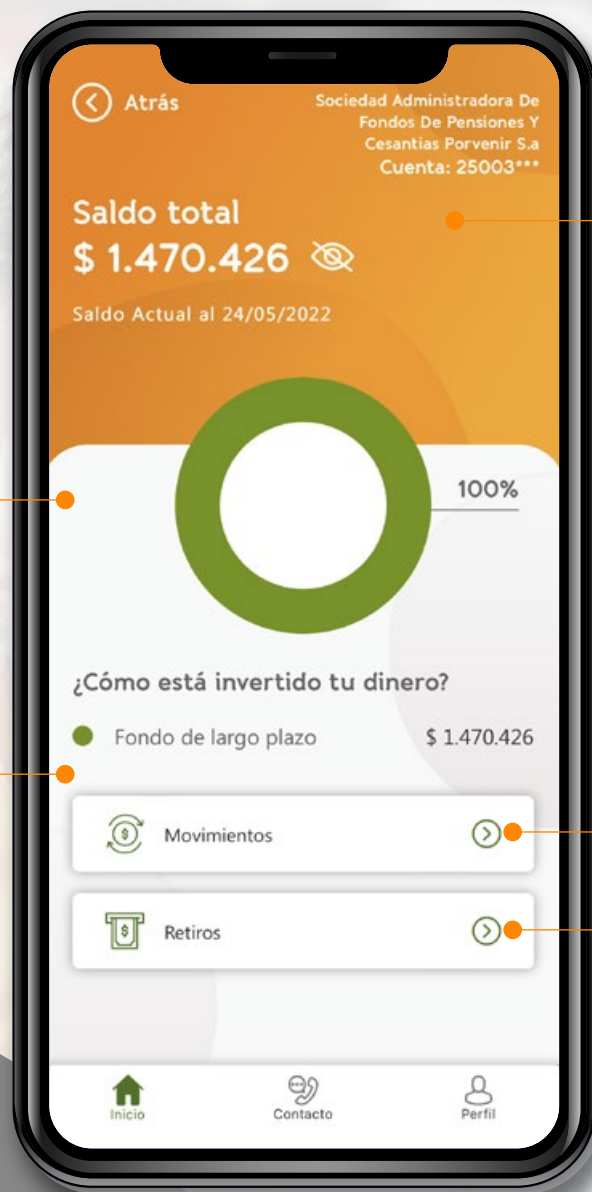 Atrás
Sociedad Administradora De
Fondos De Pensiones Y
Cesantias Porvenir S.a
Cuenta: 25003***
Saldo total
$ 1.470.426
Saldo Actual al 24/05/2022
100%
¿Cómo está invertido tu dinero?
Fondo de largo plazo $ 1.470.426
Movimientos
Retiros
Inicio Contacto Perfil